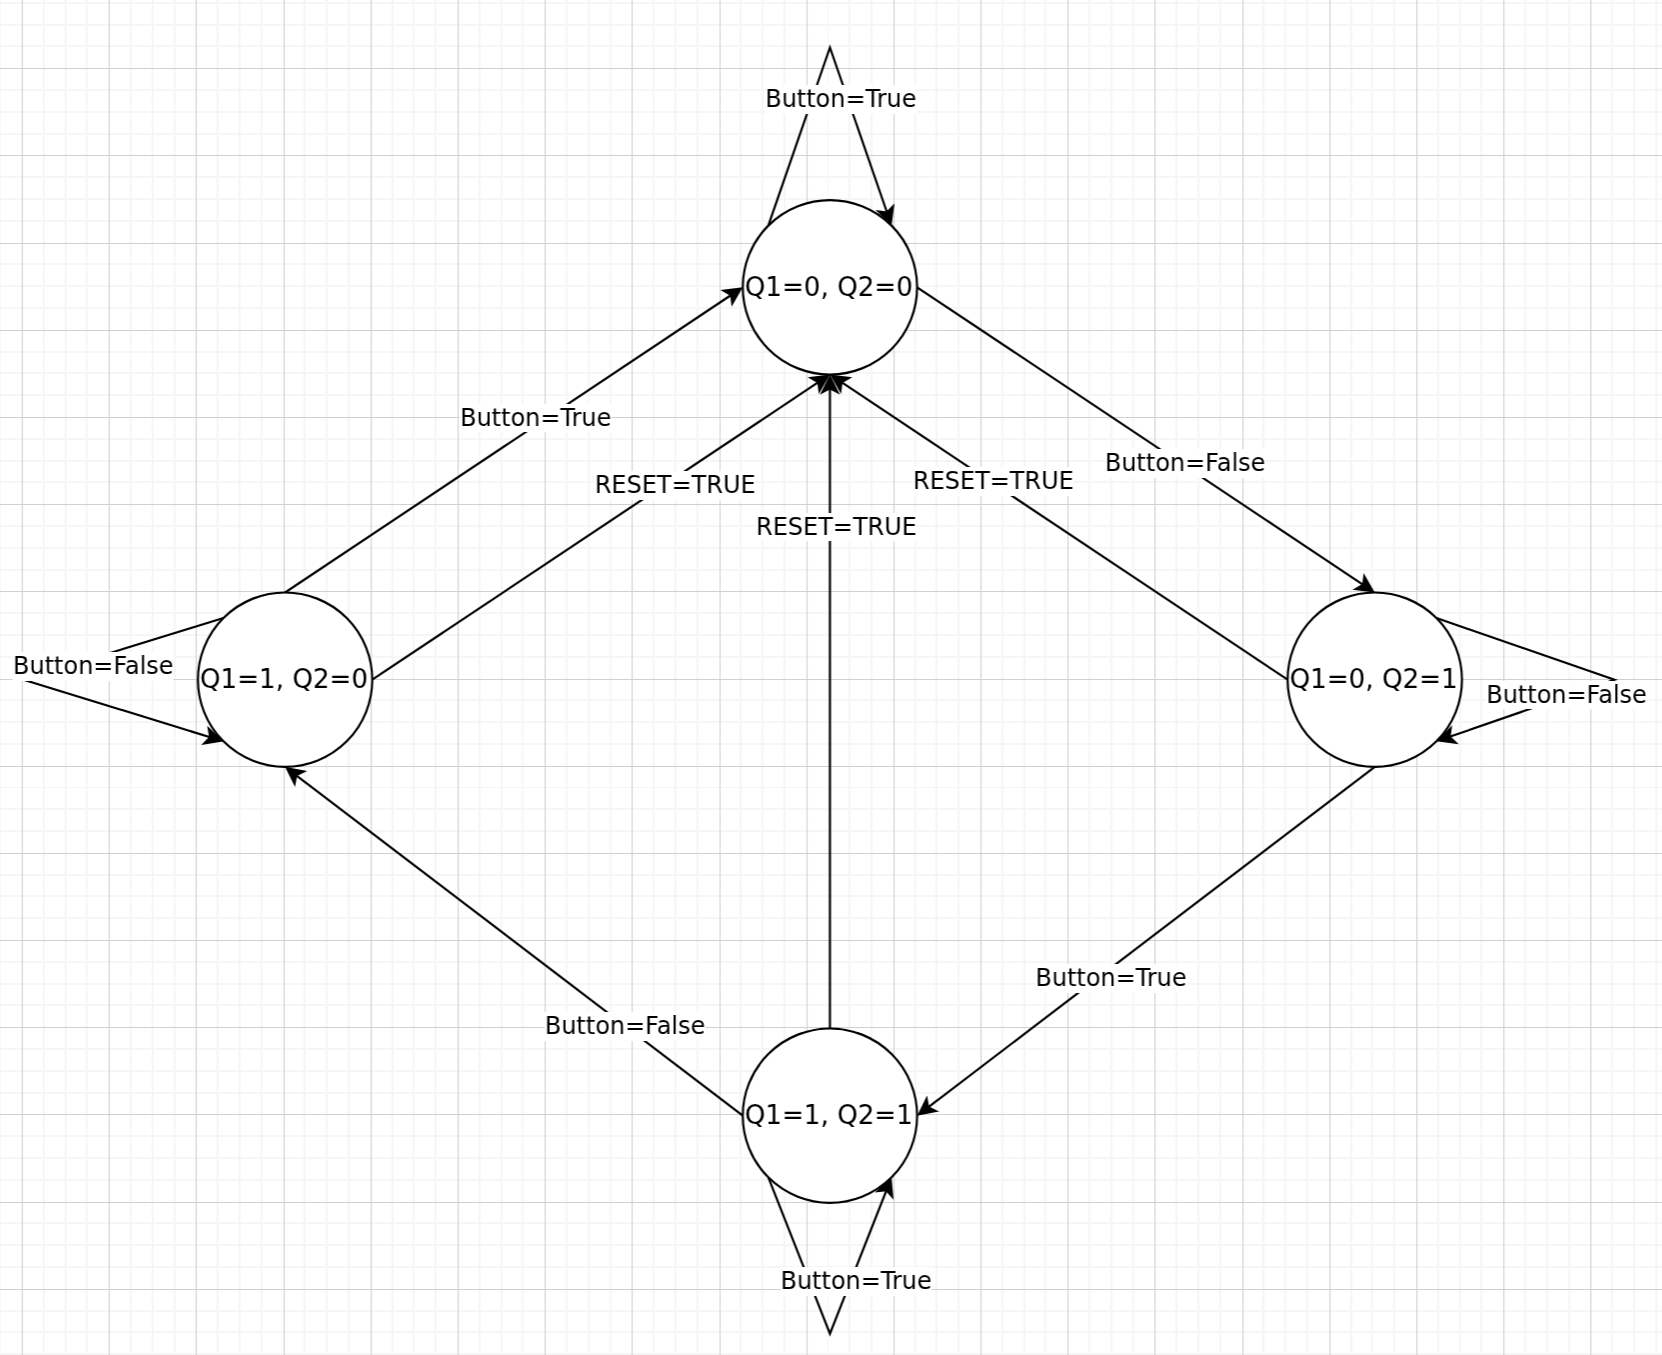 Button=True
Q1=0, Q2=0
Button=True
Button=False
RESET=TRUE
RESET=TRUE
RESET=TRUE
Button=False
Q1=1, Q2=0
Q1=0, Q2=1
Button=False
Button=True
Button=False
Q1=1, Q2=1
Button=True